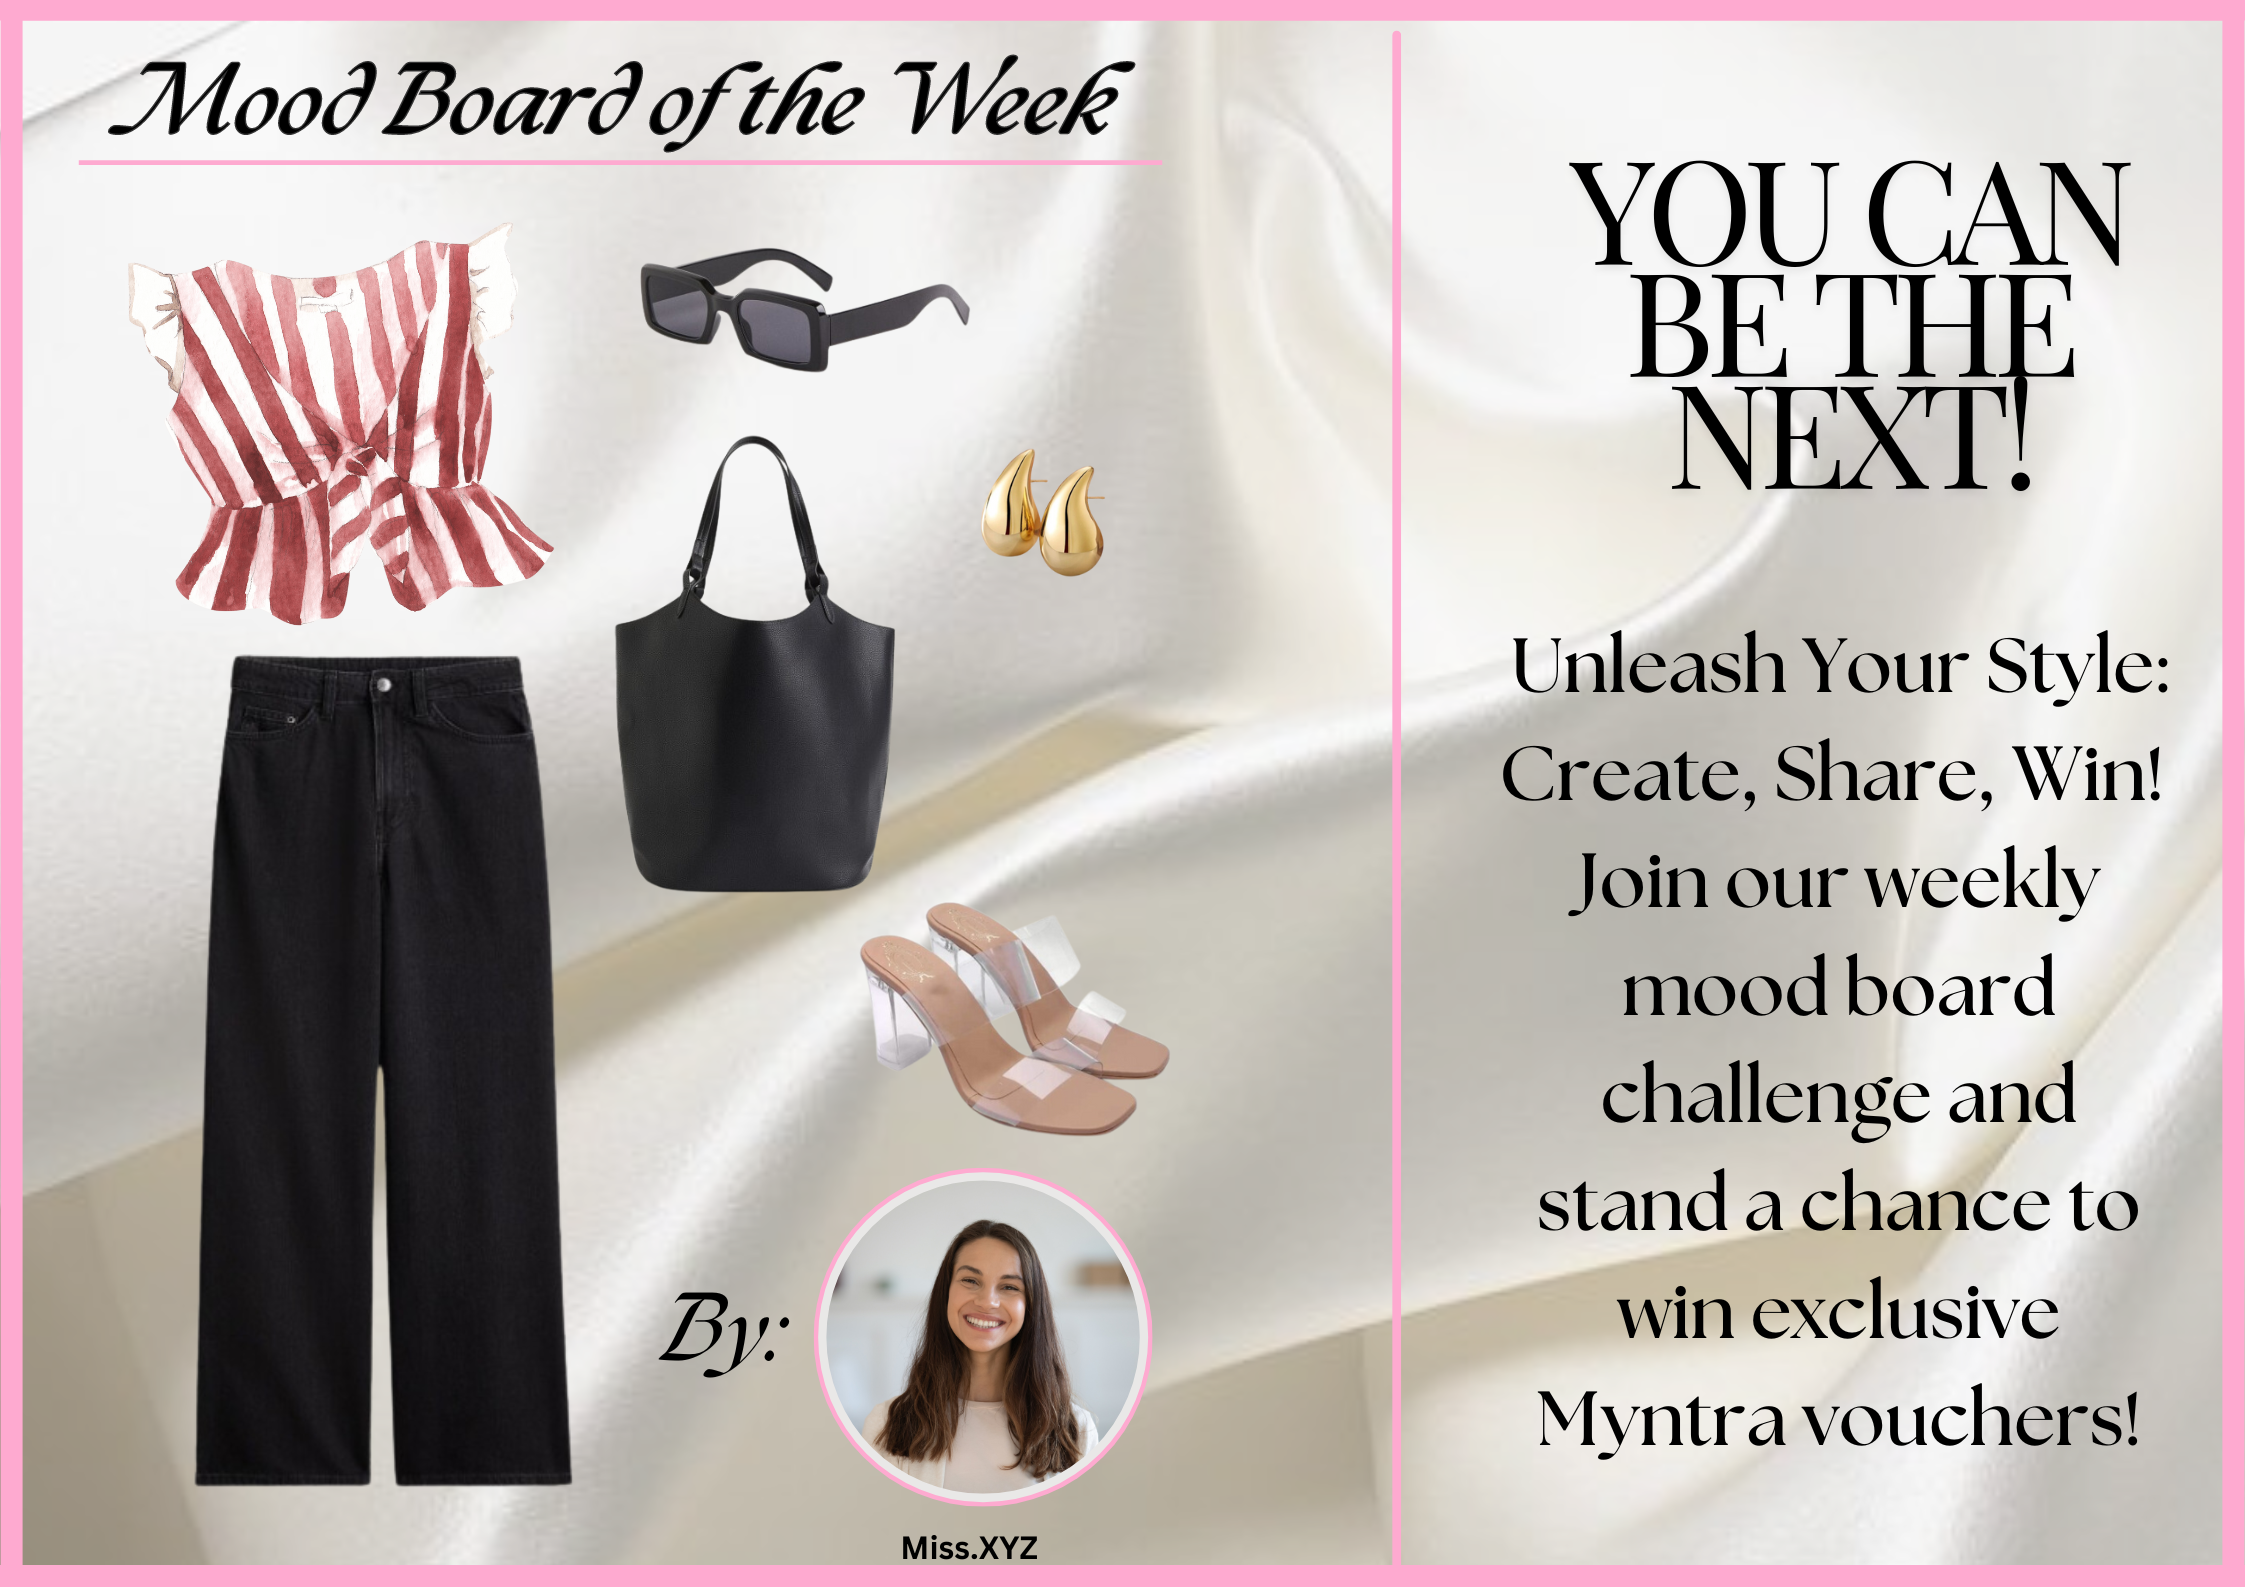 Mood Board of the Week
By:
Miss.XYZ
YOU CAN
BE THE
NEXT!
Unleash Your Style:
Create, Share, Win!
Join our weekly
mood board
challenge and
stand a chance to
win exclusive
Myntra vouchers!